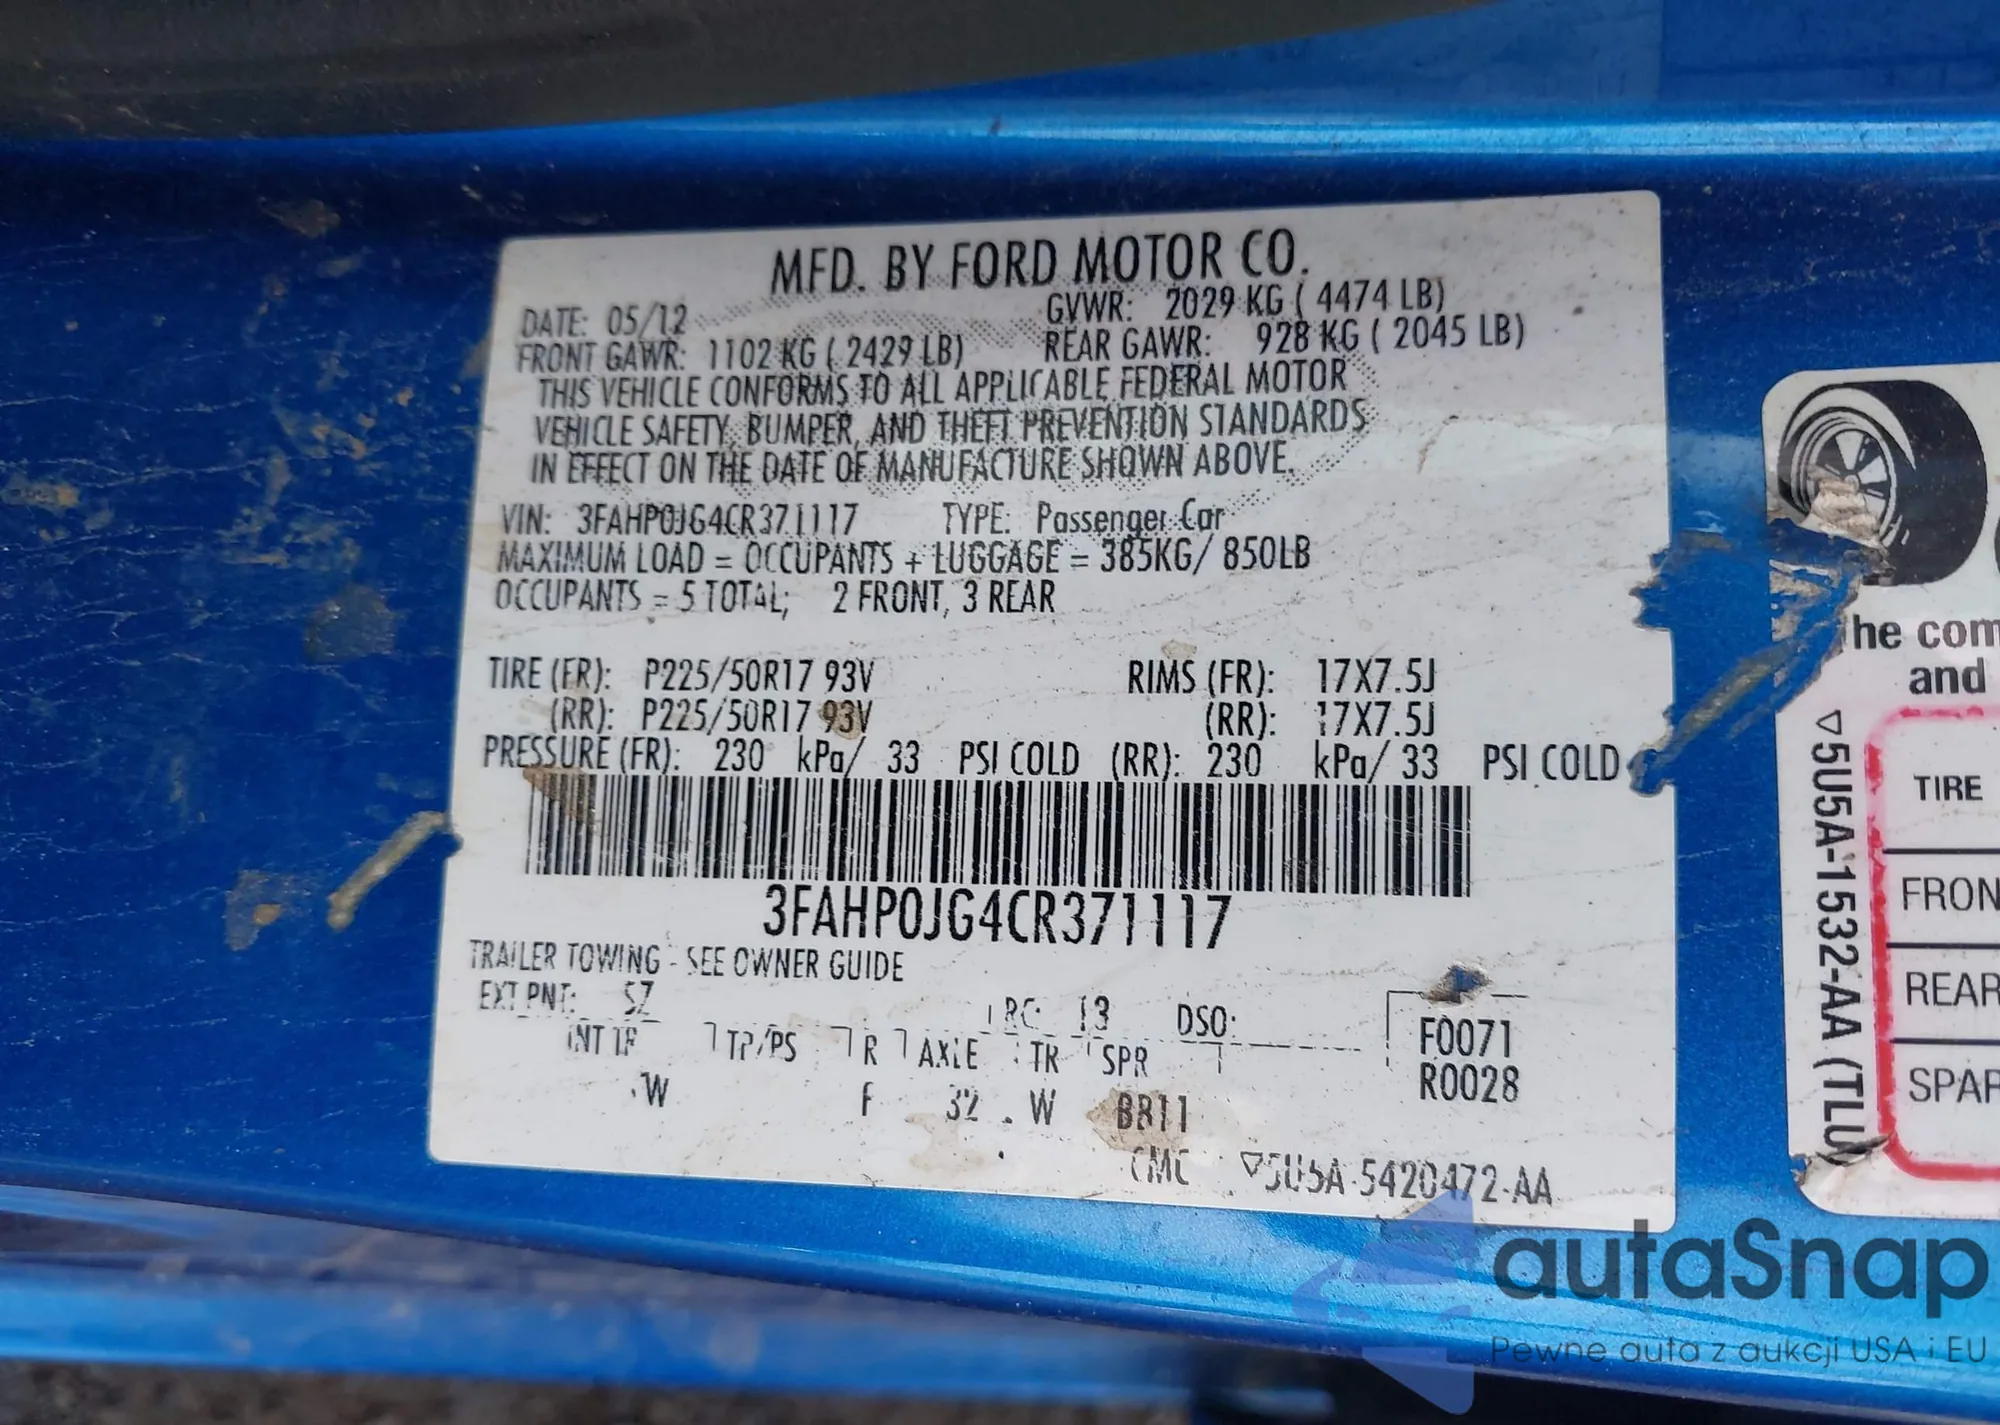 MFD. BY FORD MOTOR CO.
DATE: 05/12 GVWR: 2029 KG ( 4474 LB)
FRONT GAWR: 1102 KG ( 2429 LB) REAR GAWR: 928 KG ( 2045 LB)
THIS VEHICLE CONFORMS TO ALL APPLICABLE FEDERAL MOTOR
VEHICLE SAFETY, BUMPER, AND THEFT PREVENTION STANDARDS
IN EFFECT ON THE DATE OF MANUFACTURE SHOWN ABOVE.
VIN: 3FAHP0JG4CR371117 TYPE: Passenger Car
MAXIMUM LOAD = OCCUPANTS + LUGGAGE = 385KG/ 850LB
OCCUPANTS = 5 TOTAL; 2 FRONT, 3 REAR
TIRE (FR): P225/50R17 93V RIMS (FR): 17X7.5J
(RR): P225/50R17 93V (RR): 17X7.5J
PRESSURE (FR): 230 kPa/ 33 PSI COLD (RR): 230 kPa/ 33 PSI COLD
3FAHP0JG4CR371117
TRAILER TOWING - SEE OWNER GUIDE
EXT PNT: SZ RC: 13 DSO:
INT TR TP/PS R AXLE TR SPR
W F 32 W BB11
F0071
R0028
▽5U5A-5420472-AA
he com
and
▽5U5A-1532-AA (TLU)
TIRE
FRON
REAR
SPAR
autaSnap
Pewne auta z aukcji USA i EU